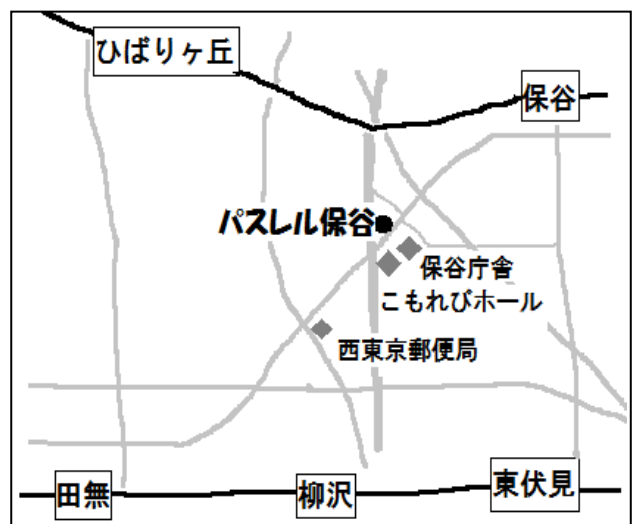 ひばりヶ丘
保谷
パスレル保谷
保谷庁舎
こもれびホール
西東京郵便局
田無
柳沢
東伏見